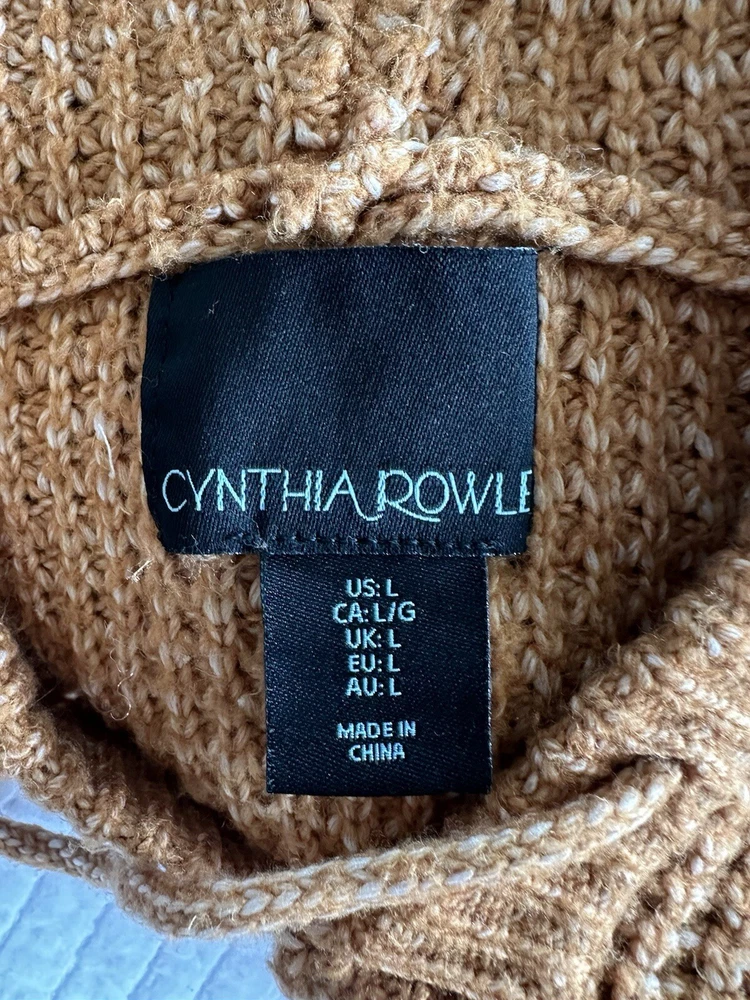 CYNTHIA ROWLE
US: L
CA: L/G
UK: L
EU: L
AU: L
MADE IN
CHINA